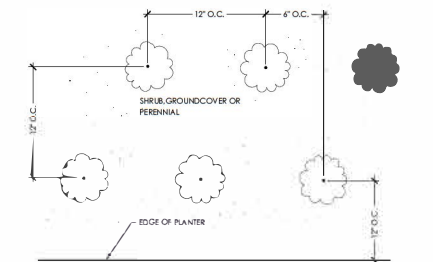 12" O.C.
6" O.C.
SHRUB,GROUNDCOVER OR
PERENNIAL
12" O.C.
EDGE OF PLANTER
12" O.C.